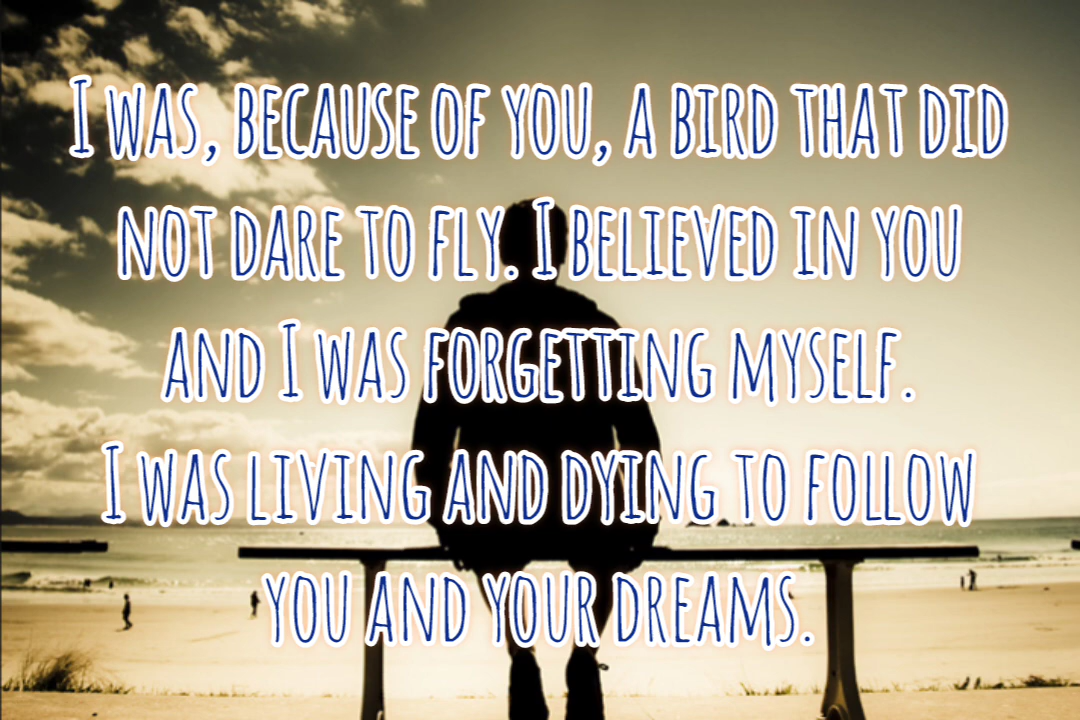 I WAS, BECAUSE OF YOU, A BIRD THAT DID
NOT DARE TO FLY. I BELIEVED IN YOU
AND I WAS FORGETTING MYSELF.
I WAS LIVING AND DYING TO FOLLOW
YOU AND YOUR DREAMS.